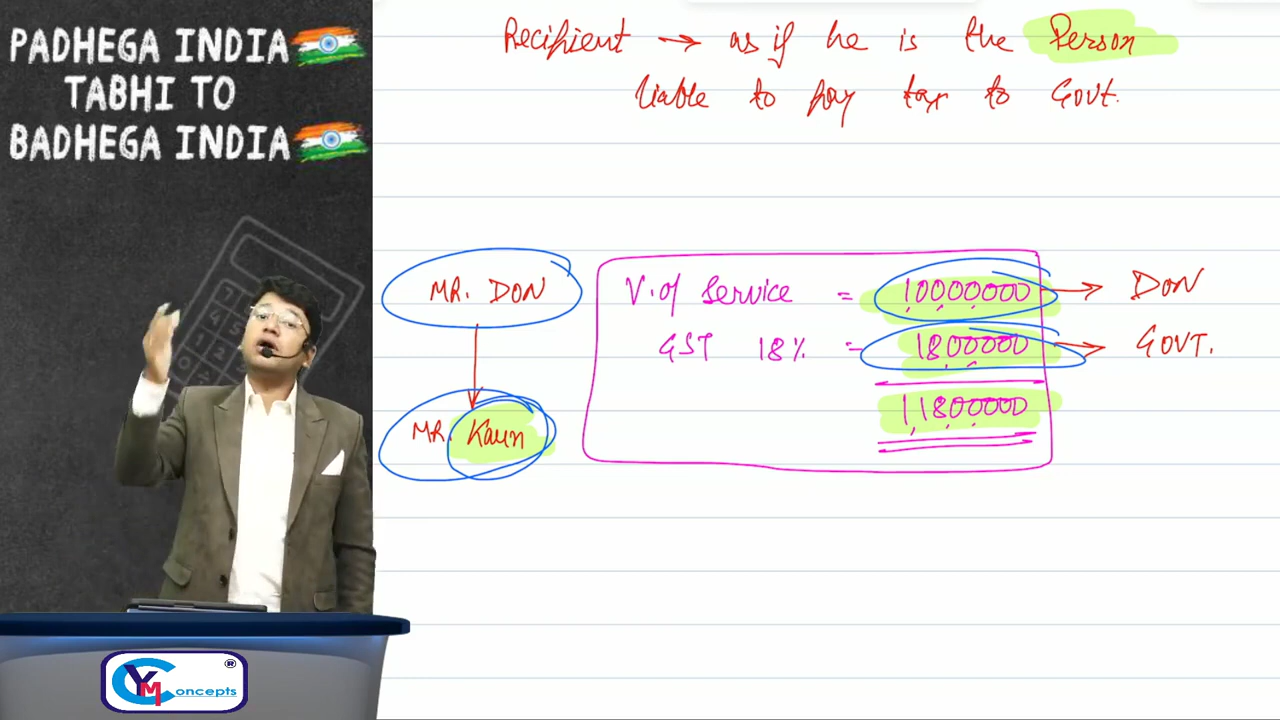 PADHEGA INDIA
TABHI TO
BADHEGA INDIA
Recipient → as if he is the Person
liable to pay tax to Govt.
MR. DON
MR. Kaun
V. of Service = 10000000 → DON
GST 18% = 1800000 → GOVT.
11800000
YM Concepts ®